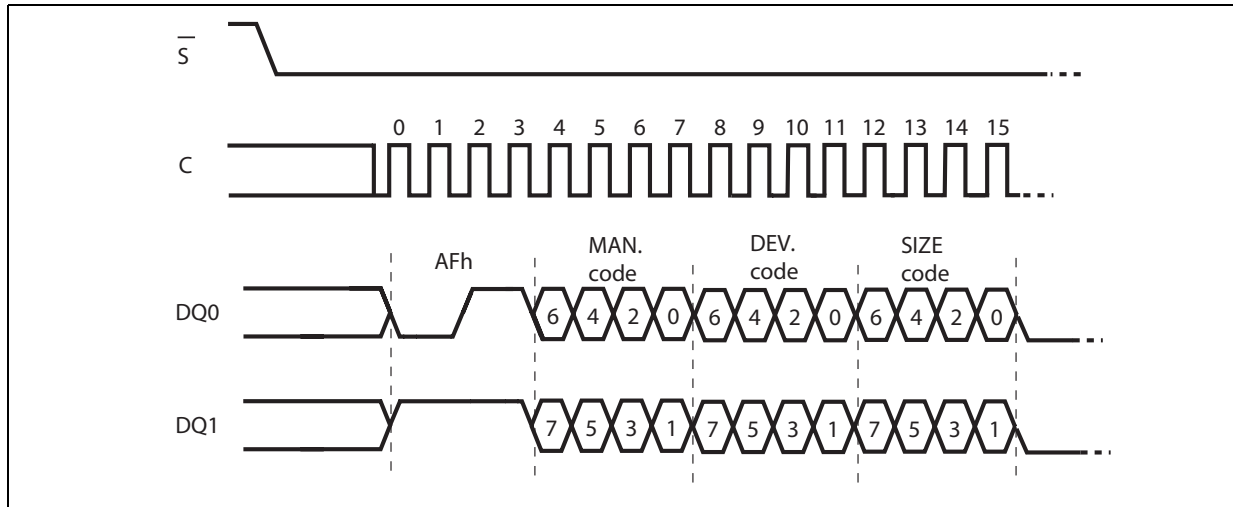 S
0 1 2 3 4 5 6 7 8 9 10 11 12 13 14 15
C
AFh
MAN.
code
DEV.
code
SIZE
code
DQ0
6 4 2 0 6 4 2 0 6 4 2 0
DQ1
7 5 3 1 7 5 3 1 7 5 3 1